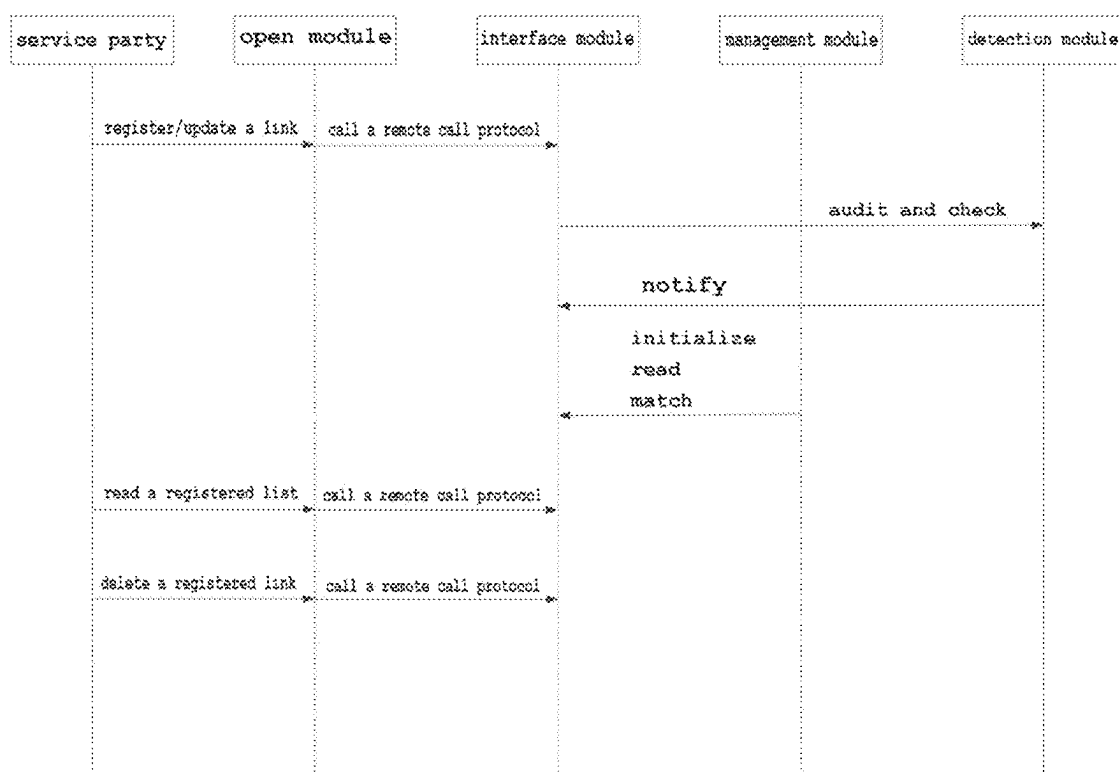 service party
open module
interface module
management module
detection module
register/update a link
call a remote call protocol
audit and check
notify
initialize
read
match
read a registered list
call a remote call protocol
delete a registered link
call a remote call protocol